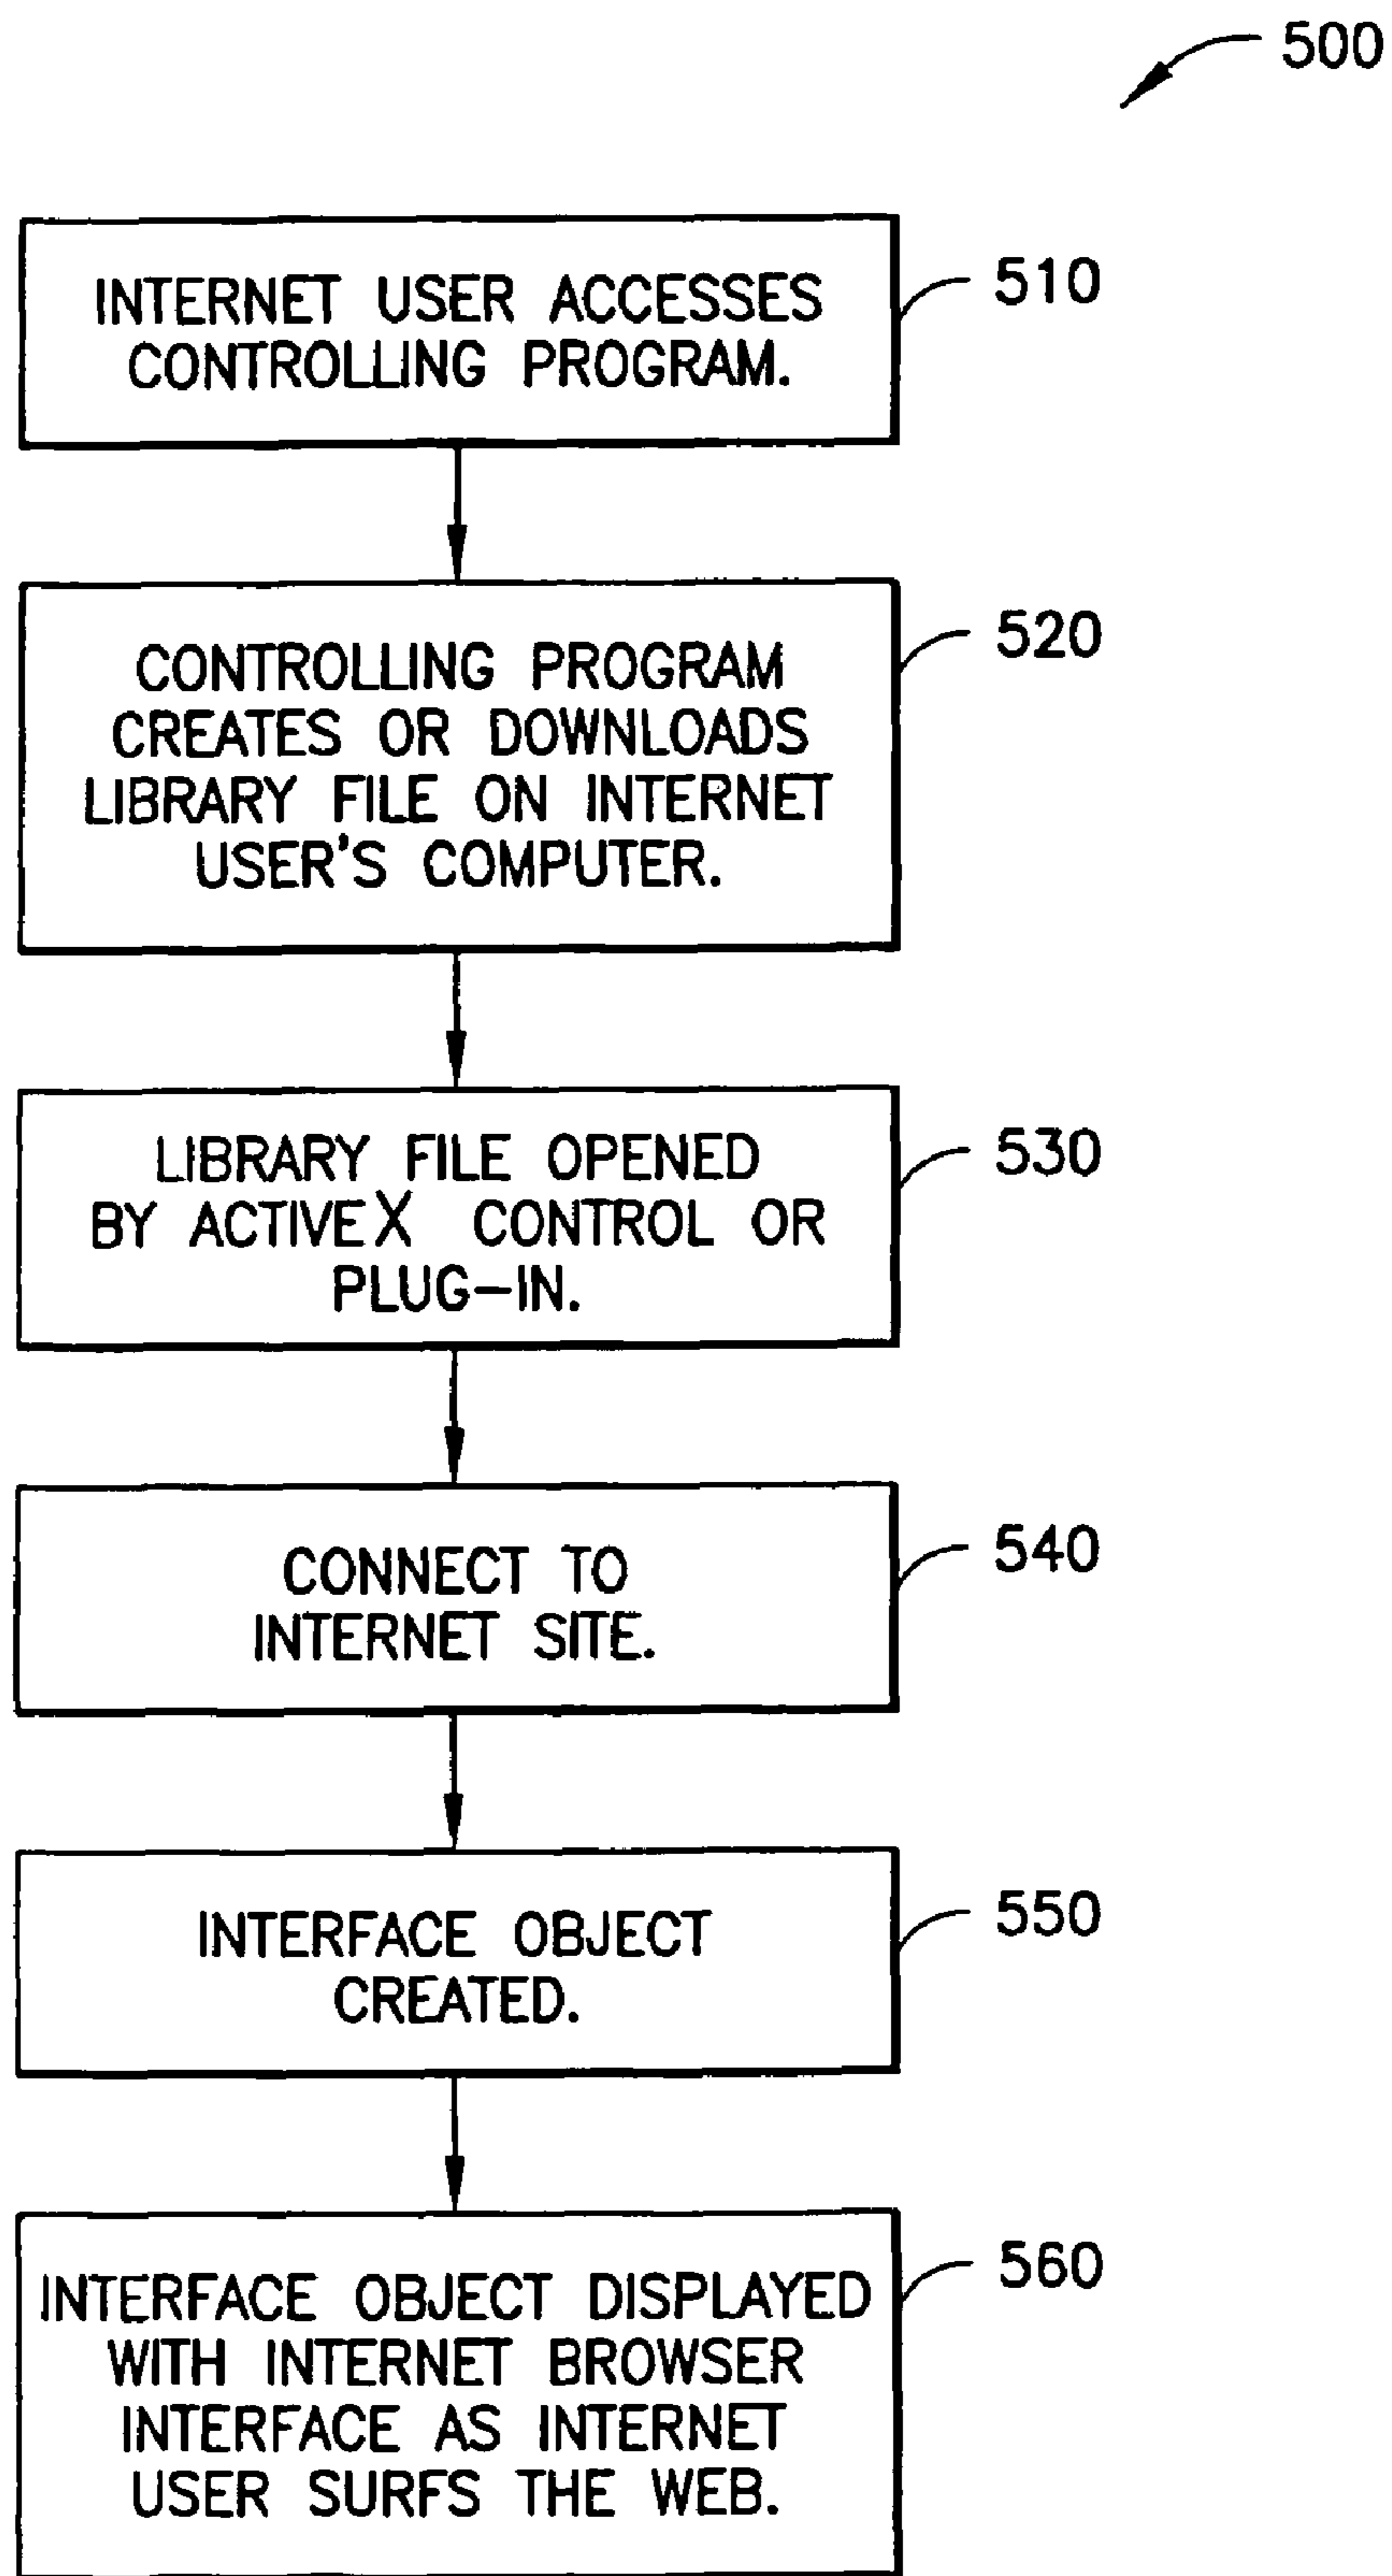 500
INTERNET USER ACCESSES
CONTROLLING PROGRAM.
510
CONTROLLING PROGRAM
CREATES OR DOWNLOADS
LIBRARY FILE ON INTERNET
USER'S COMPUTER.
520
LIBRARY FILE OPENED
BY ACTIVEX CONTROL OR
PLUG-IN.
530
CONNECT TO
INTERNET SITE.
540
INTERFACE OBJECT
CREATED.
550
INTERFACE OBJECT DISPLAYED
WITH INTERNET BROWSER
INTERFACE AS INTERNET
USER SURFS THE WEB.
560